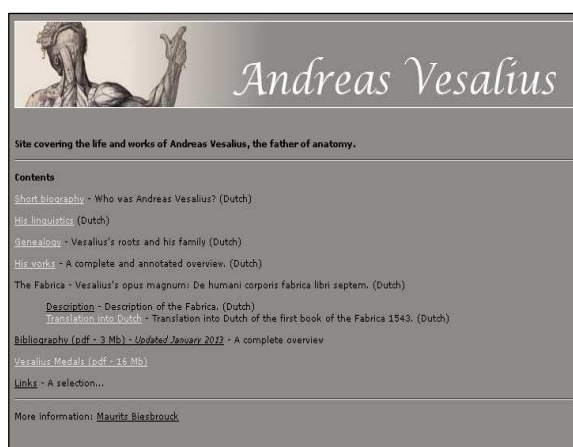 Andreas Vesalius
Site covering the life and works of Andreas Vesalius, the father of anatomy.
Contents
Short biography - Who was Andreas Vesalius? (Dutch)
His linguistics (Dutch)
Genealogy - Vesalius's roots and his family (Dutch)
His works - A complete and annotated overview. (Dutch)
The Fabrica - Vesalius's opus magnum: De humani corporis fabrica libri septem. (Dutch)
Description - Description of the Fabrica. (Dutch)
Translation into Dutch - Translation into Dutch of the first book of the Fabrica 1543. (Dutch)
Bibliography (pdf - 3 Mb) - Updated January 2013 - A complete overview
Vesalius Medals (pdf - 16 Mb)
Links - A selection...
More information: Maurits Biesbrouck